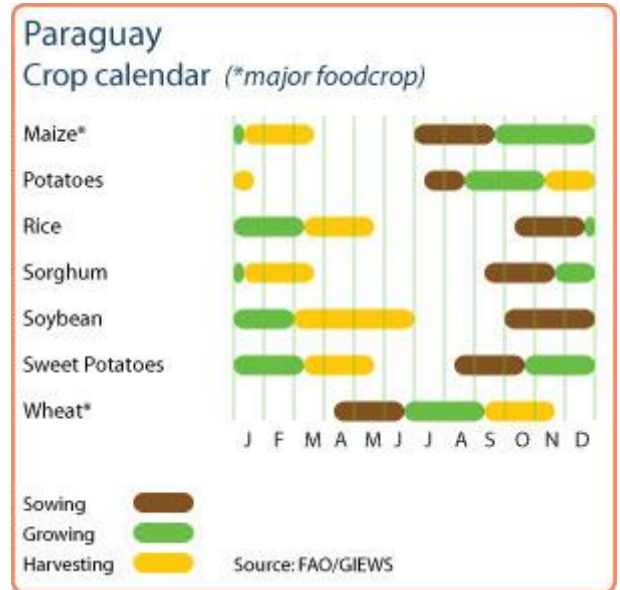 Paraguay
Crop calendar (*major foodcrop)
Maize*
Potatoes
Rice
Sorghum
Soybean
Sweet Potatoes
Wheat*
J F M A M J J A S O N D
Sowing
Growing
Harvesting
Source: FAO/GIEWS